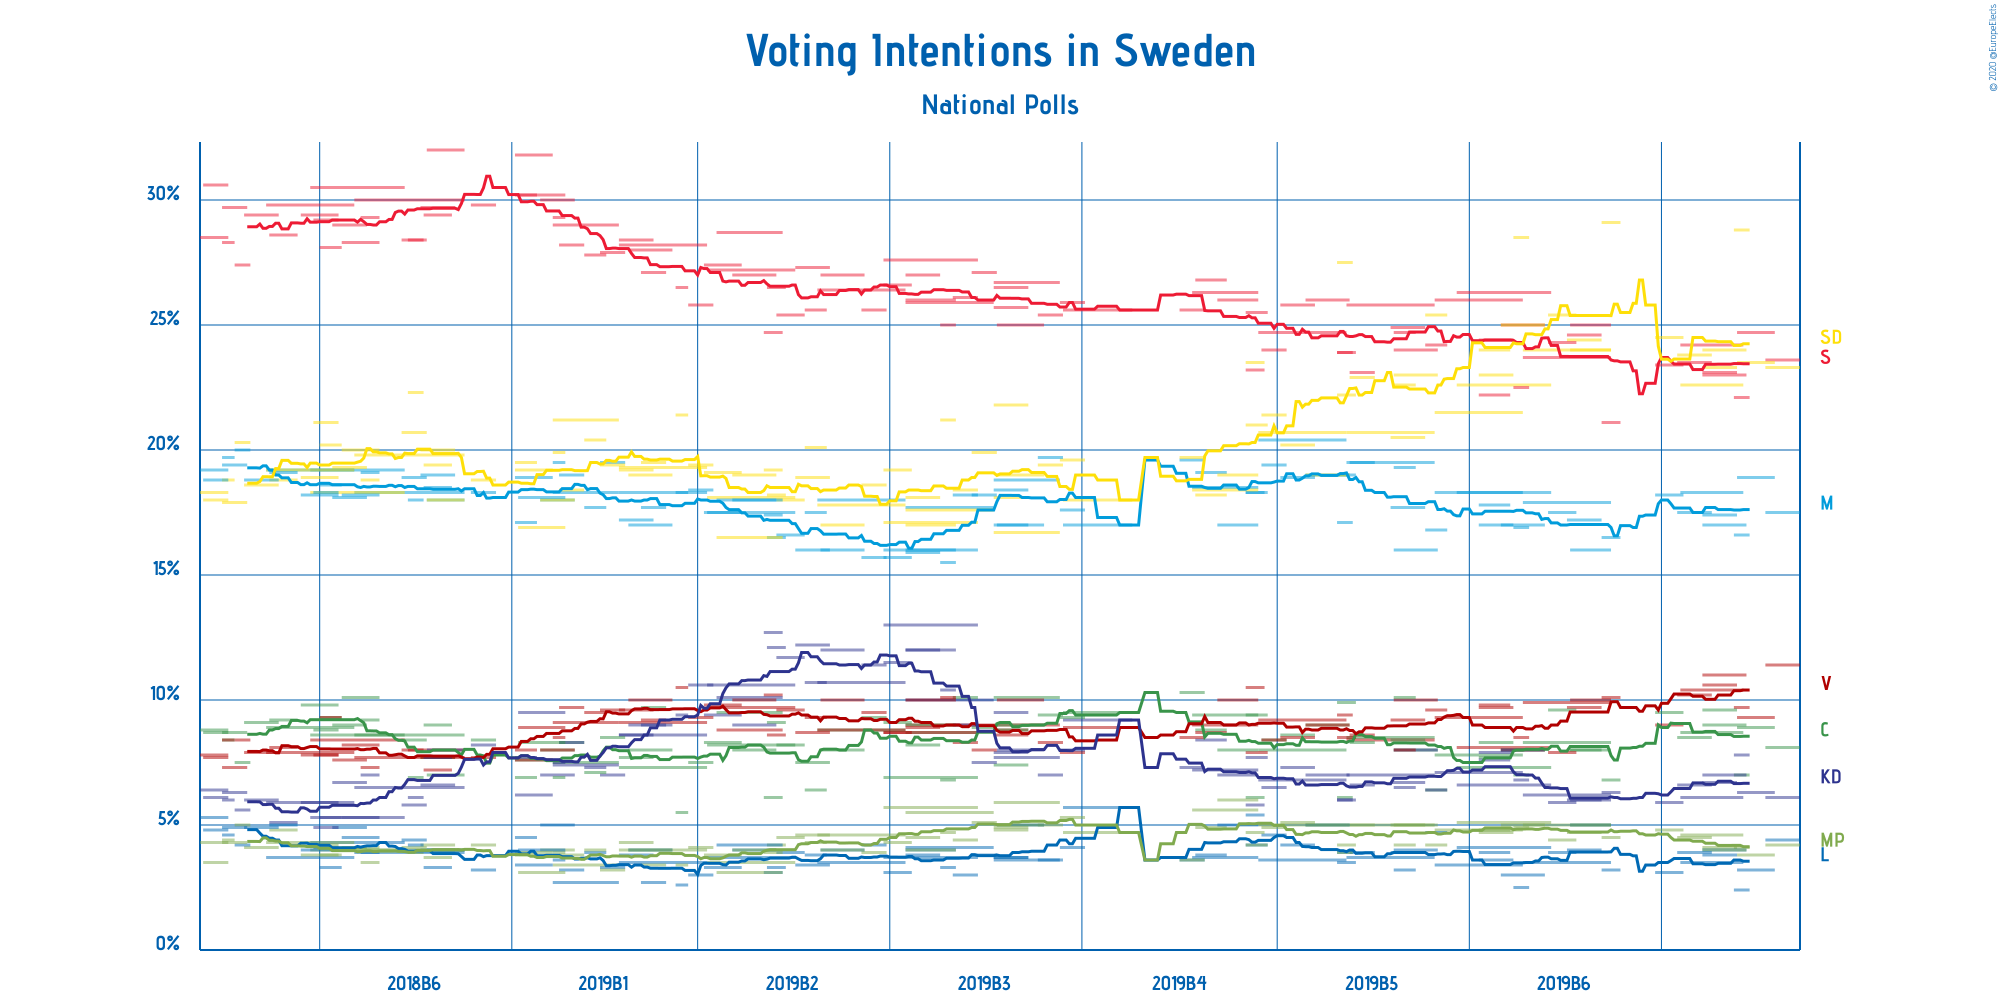 Voting Intentions in Sweden
National Polls
© 2020 @EuropeElects
30%
25%
20%
15%
10%
5%
0%
SD
S
M
V
C
KD
MP
L
2018B6 2019B1 2019B2 2019B3 2019B4 2019B5 2019B6